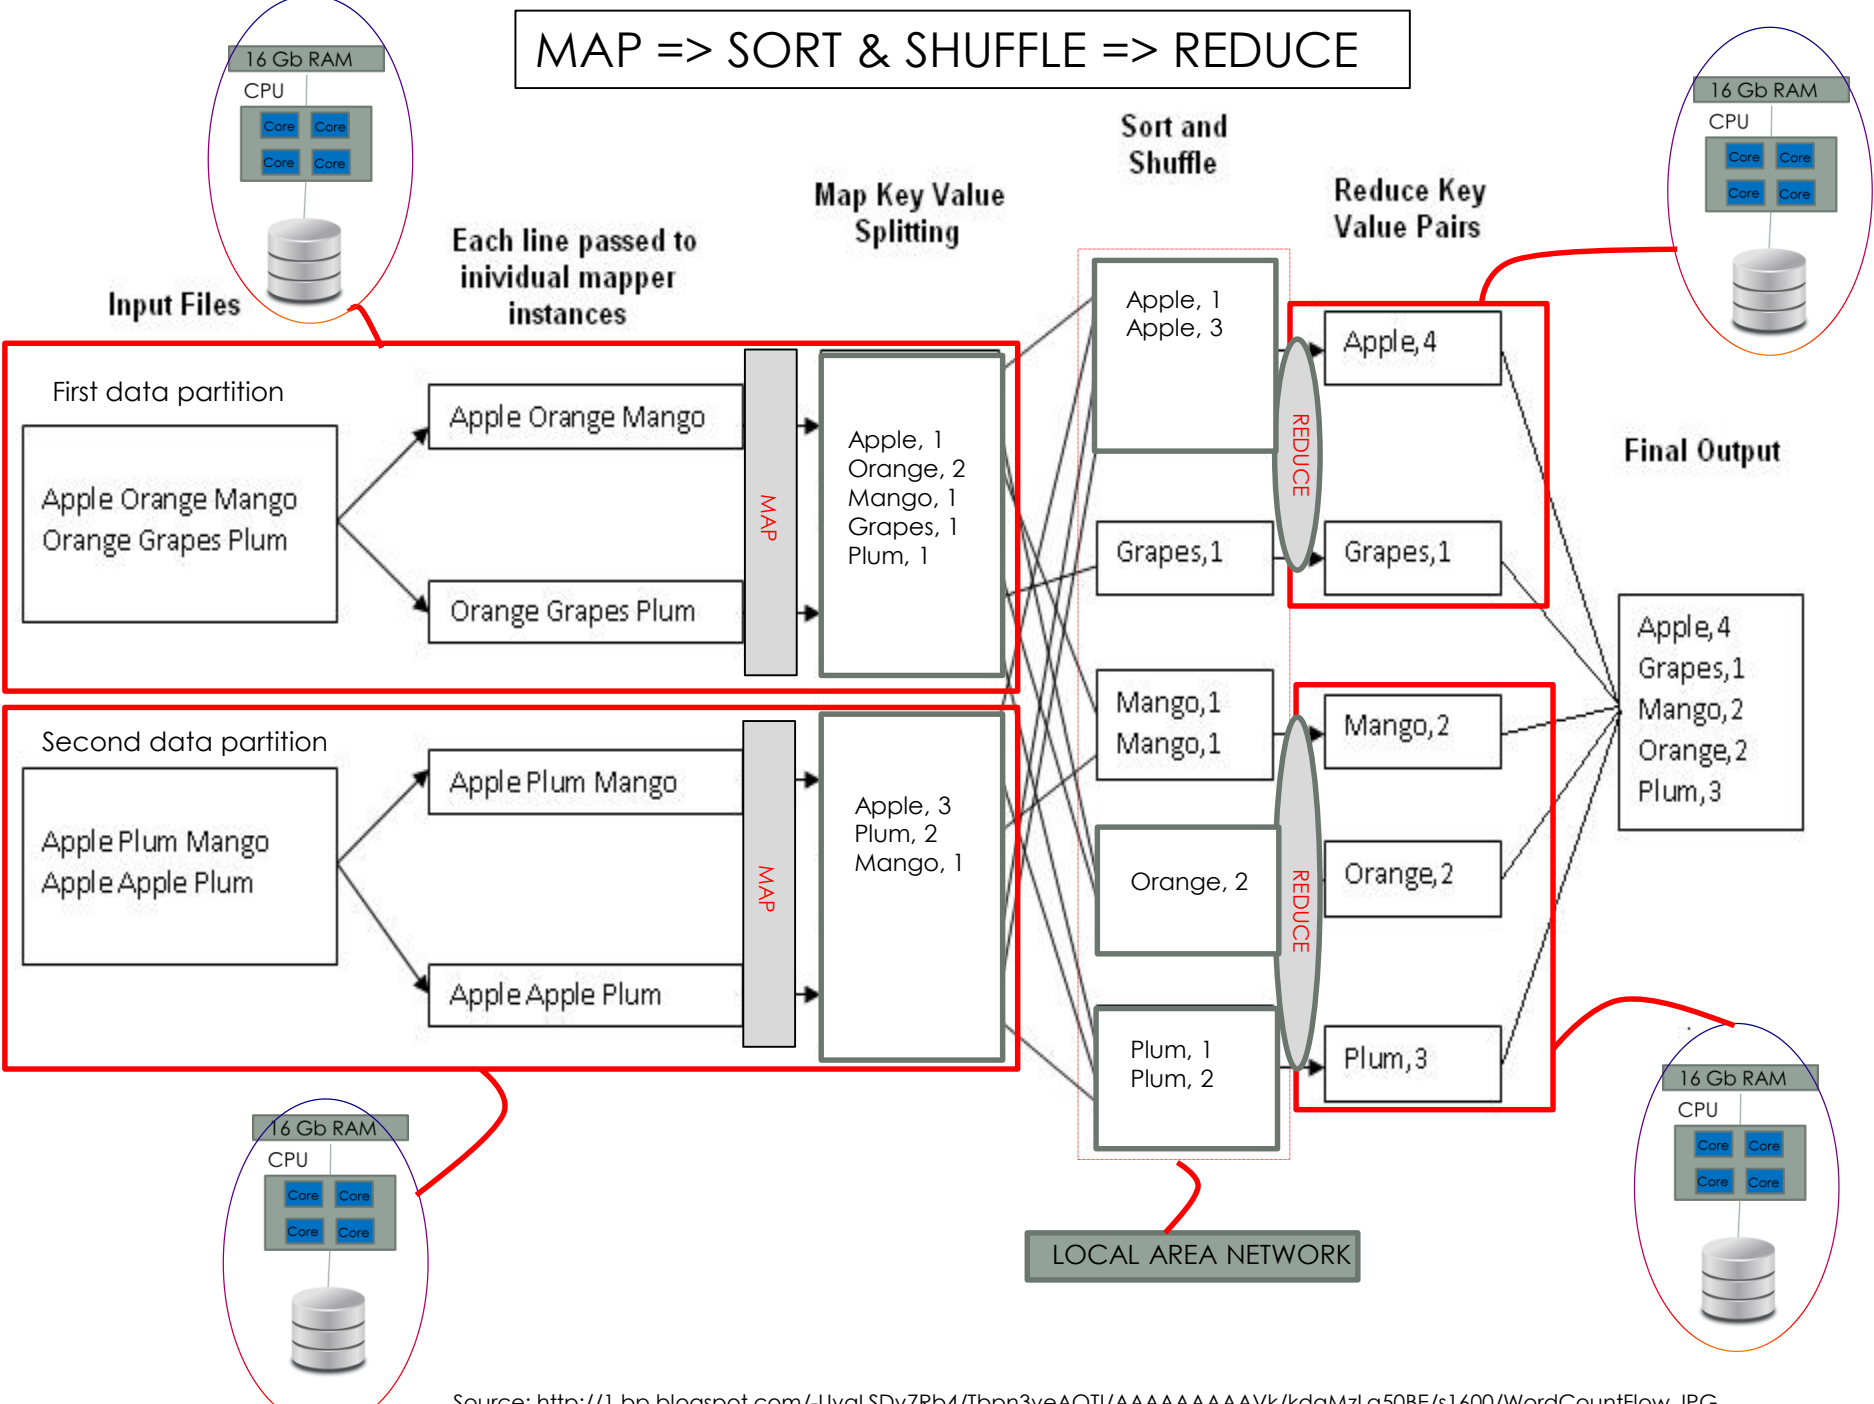 MAP => SORT & SHUFFLE => REDUCE
16 Gb RAM
CPU
Core Core
Core Core
16 Gb RAM
CPU
Core Core
Core Core
Input Files
Each line passed to
inividual mapper
instances
Map Key Value
Splitting
Sort and
Shuffle
Reduce Key
Value Pairs
Final Output
First data partition
Apple Orange Mango
Orange Grapes Plum
Apple Orange Mango
Orange Grapes Plum
MAP
Apple, 1
Orange, 2
Mango, 1
Grapes, 1
Plum, 1
Second data partition
Apple Plum Mango
Apple Apple Plum
Apple Plum Mango
Apple Apple Plum
MAP
Apple, 3
Plum, 2
Mango, 1
Apple, 1
Apple, 3
Grapes,1
Mango,1
Mango,1
Orange, 2
Plum, 1
Plum, 2
REDUCE
REDUCE
Apple,4
Grapes,1
Mango,2
Orange,2
Plum,3
Apple,4
Grapes,1
Mango,2
Orange,2
Plum,3
16 Gb RAM
CPU
Core Core
Core Core
16 Gb RAM
CPU
Core Core
Core Core
LOCAL AREA NETWORK
Source: